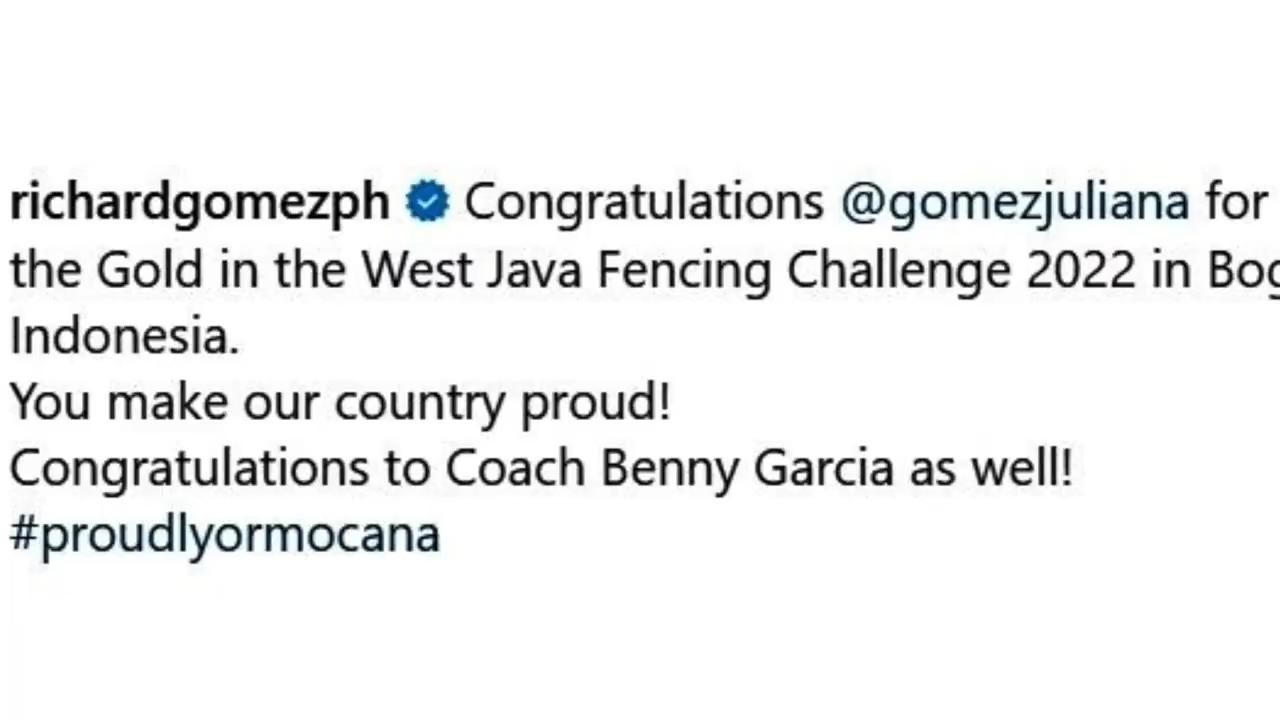 richardgomezph Congratulations @gomezjuliana for
the Gold in the West Java Fencing Challenge 2022 in
Indonesia.
You make our country proud!
Congratulations to Coach Benny Garcia as well!
#proudlyormocana